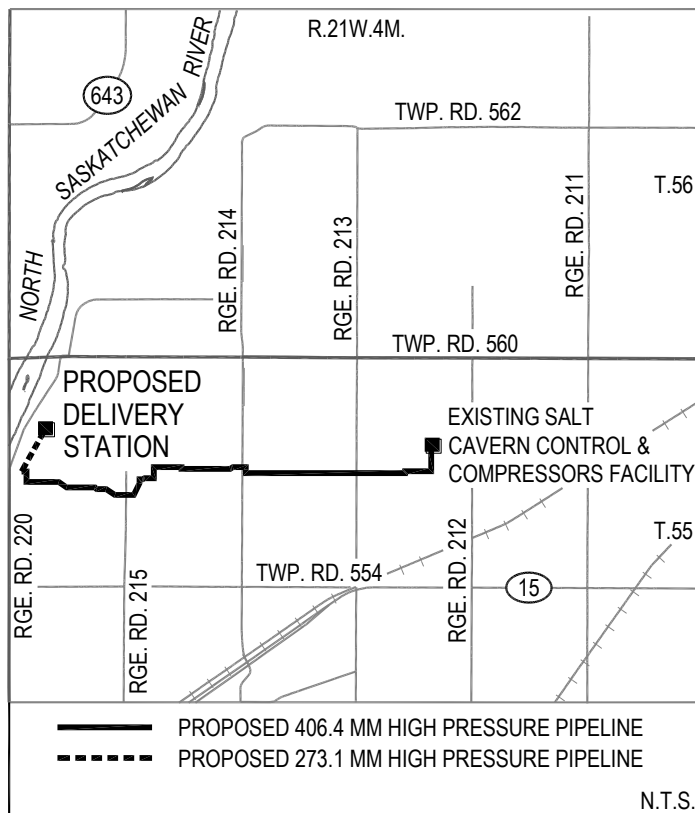 R.21W.4M.
643
NORTH SASKATCHEWAN RIVER
TWP. RD. 562
T.56
RGE. RD. 214
RGE. RD. 213
RGE. RD. 211
TWP. RD. 560
PROPOSED
DELIVERY
STATION
EXISTING SALT
CAVERN CONTROL &
COMPRESSORS FACILITY
RGE. RD. 220
RGE. RD. 215
RGE. RD. 212
T.55
TWP. RD. 554
15
PROPOSED 406.4 MM HIGH PRESSURE PIPELINE
PROPOSED 273.1 MM HIGH PRESSURE PIPELINE
N.T.S.